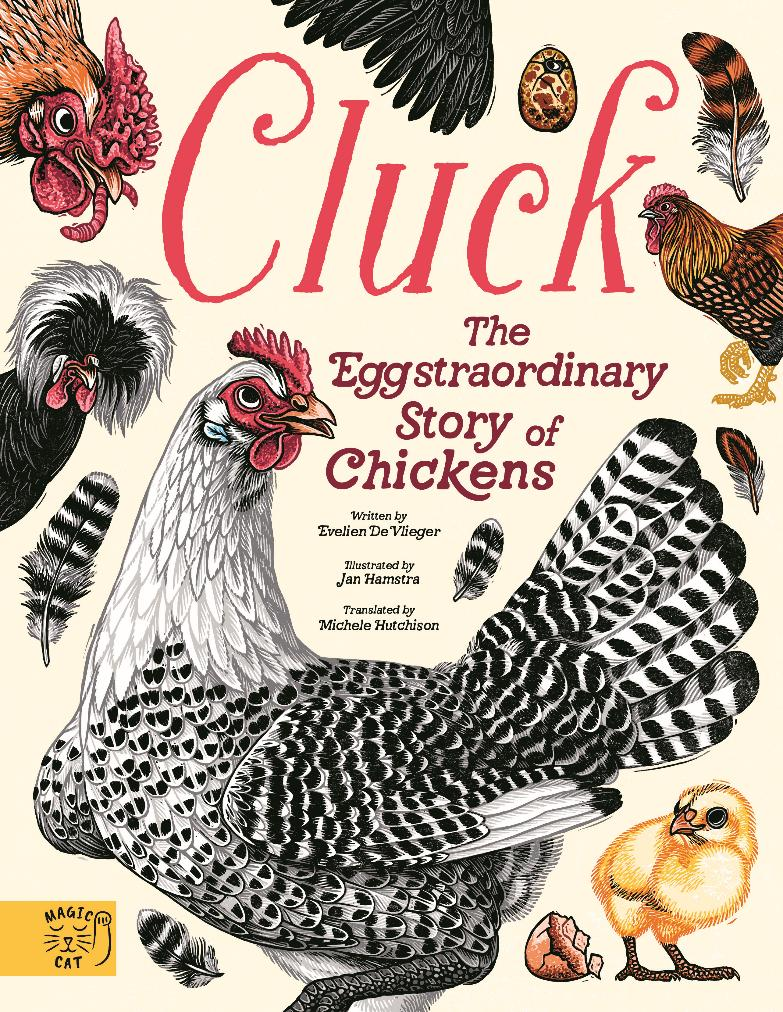 Cluck
The
Eggstraordinary
Story of
Chickens
Written by
Evelien De Vlieger
Illustrated by
Jan Hamstra
Translated by
Michele Hutchison
MAGIC
CAT